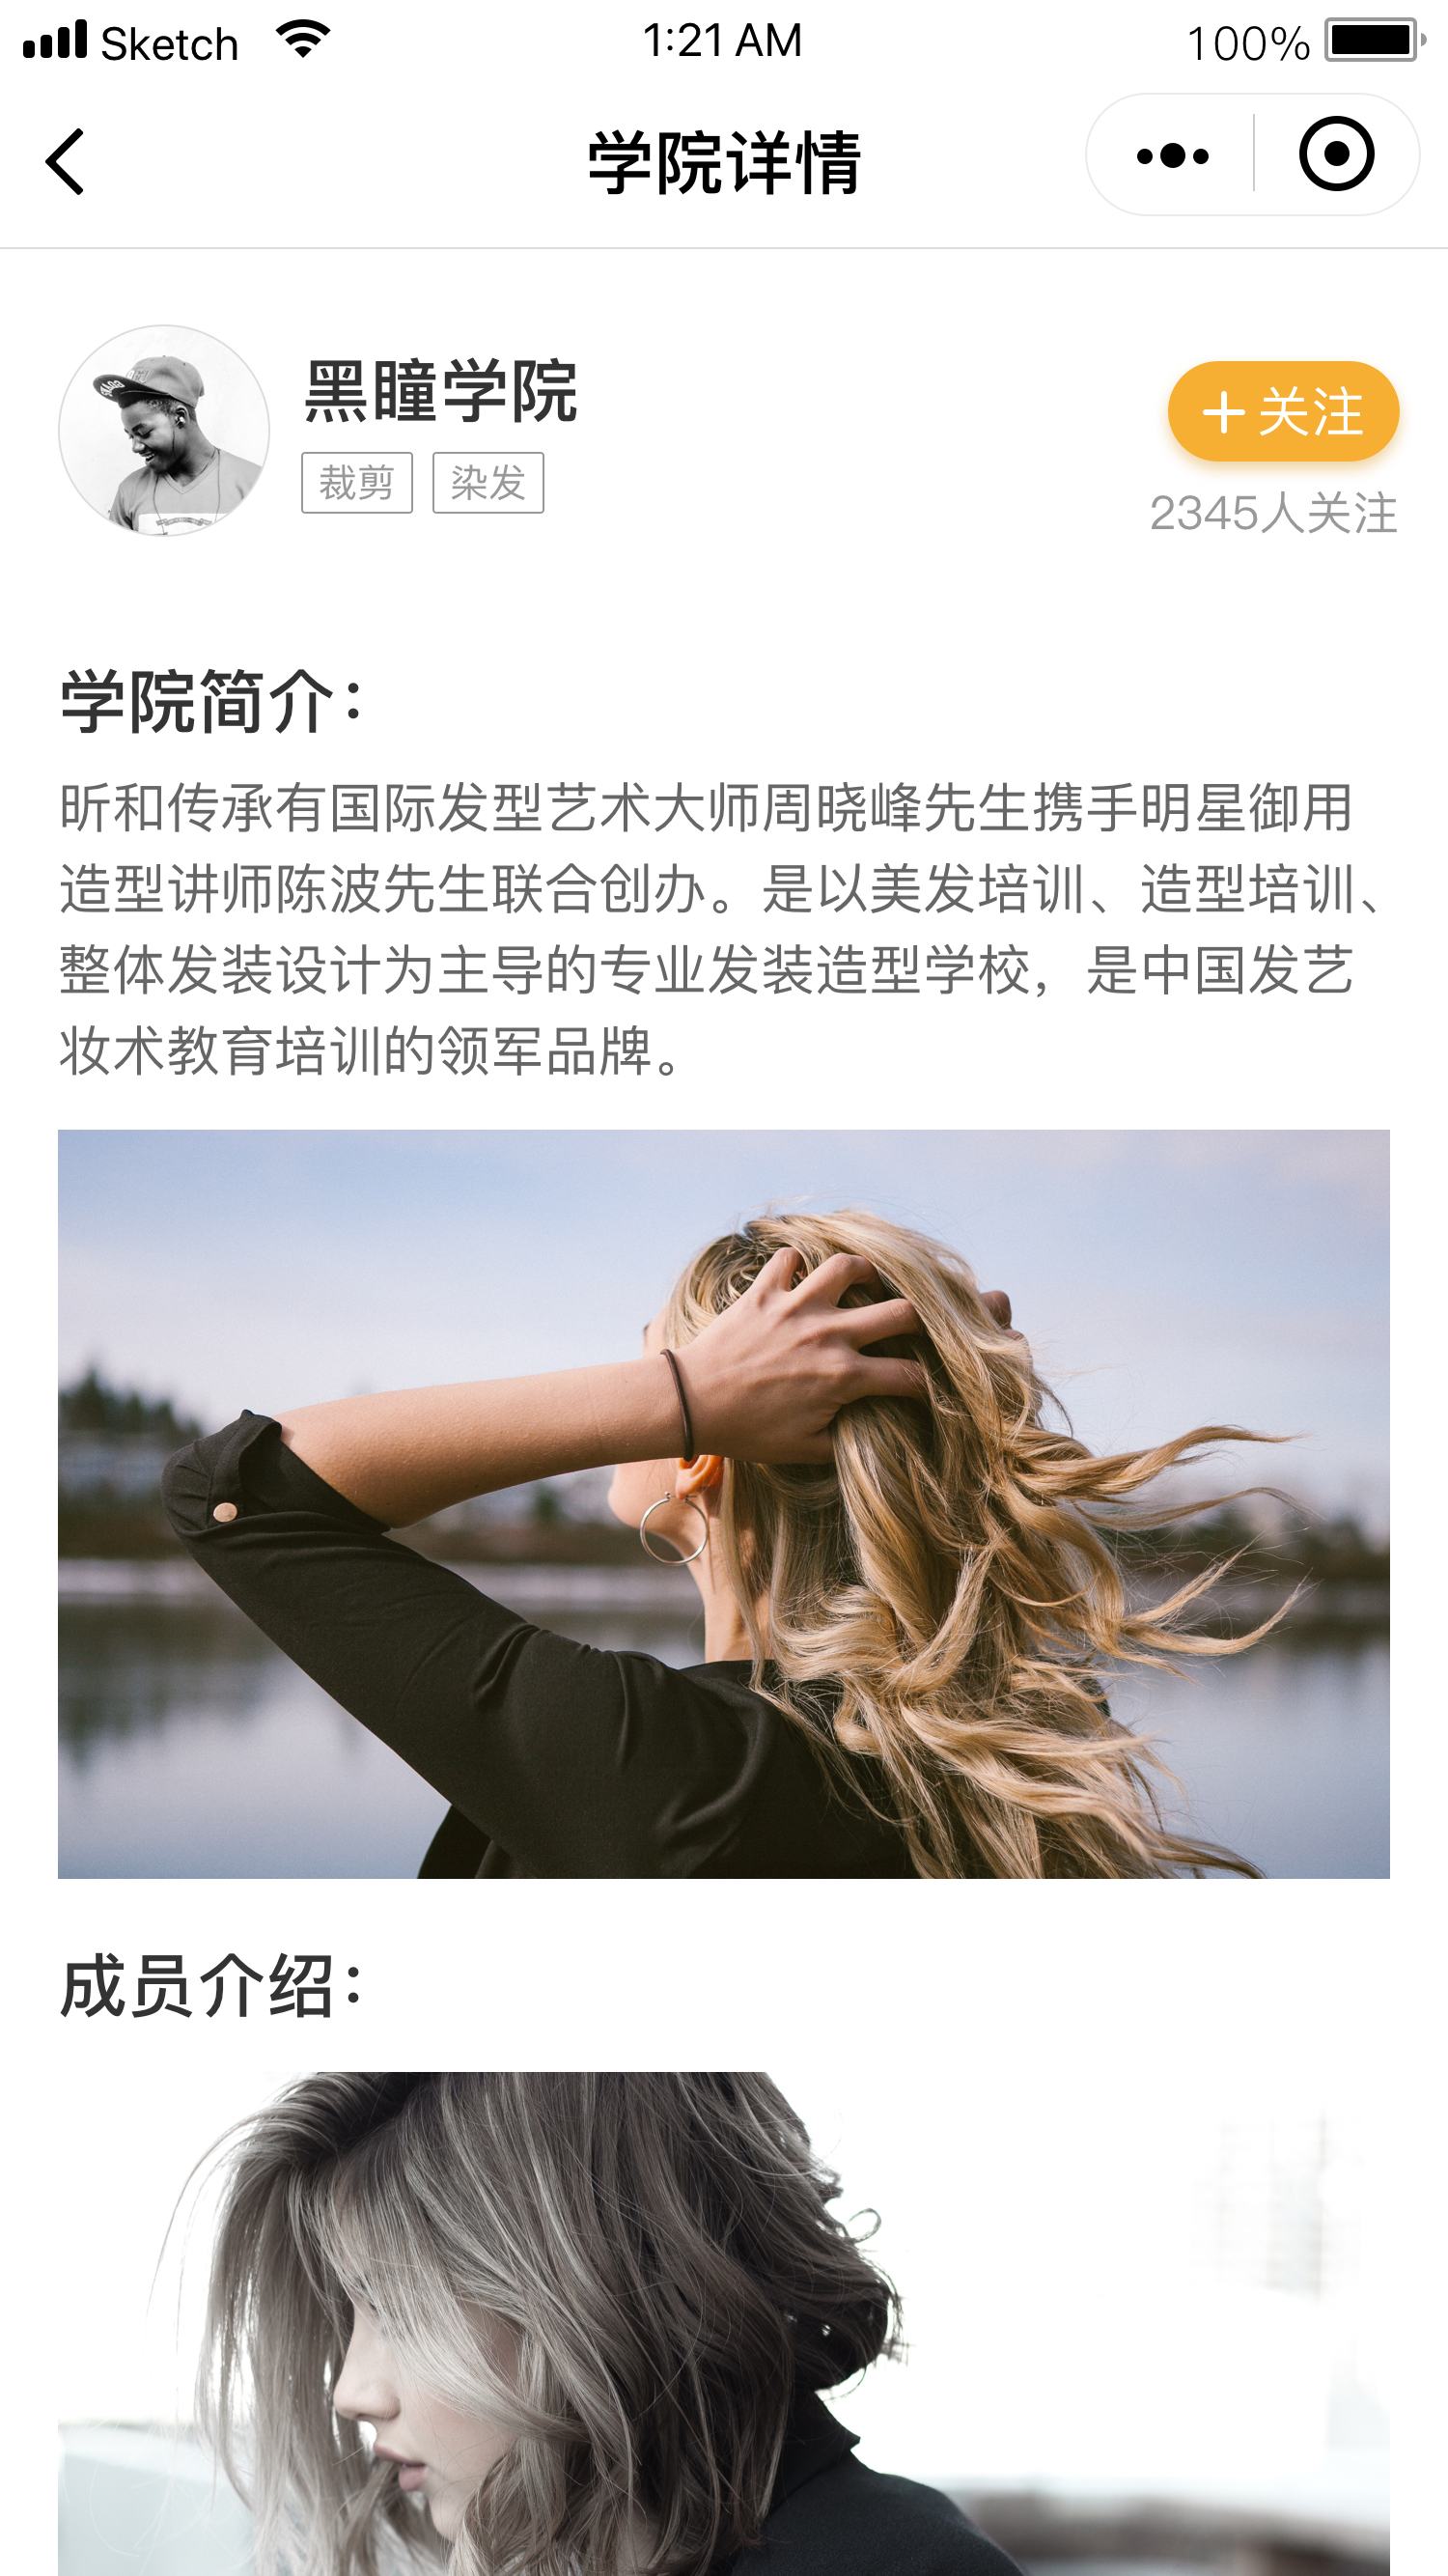 Sketch 1:21 AM 100%
学院详情
黑瞳学院
+关注
裁剪 染发
2345人关注
学院简介：
昕和传承有国际发型艺术大师周晓峰先生携手明星御用
造型讲师陈波先生联合创办。是以美发培训、造型培训、
整体发装设计为主导的专业发装造型学校，是中国发艺
妆术教育培训的领军品牌。
成员介绍：